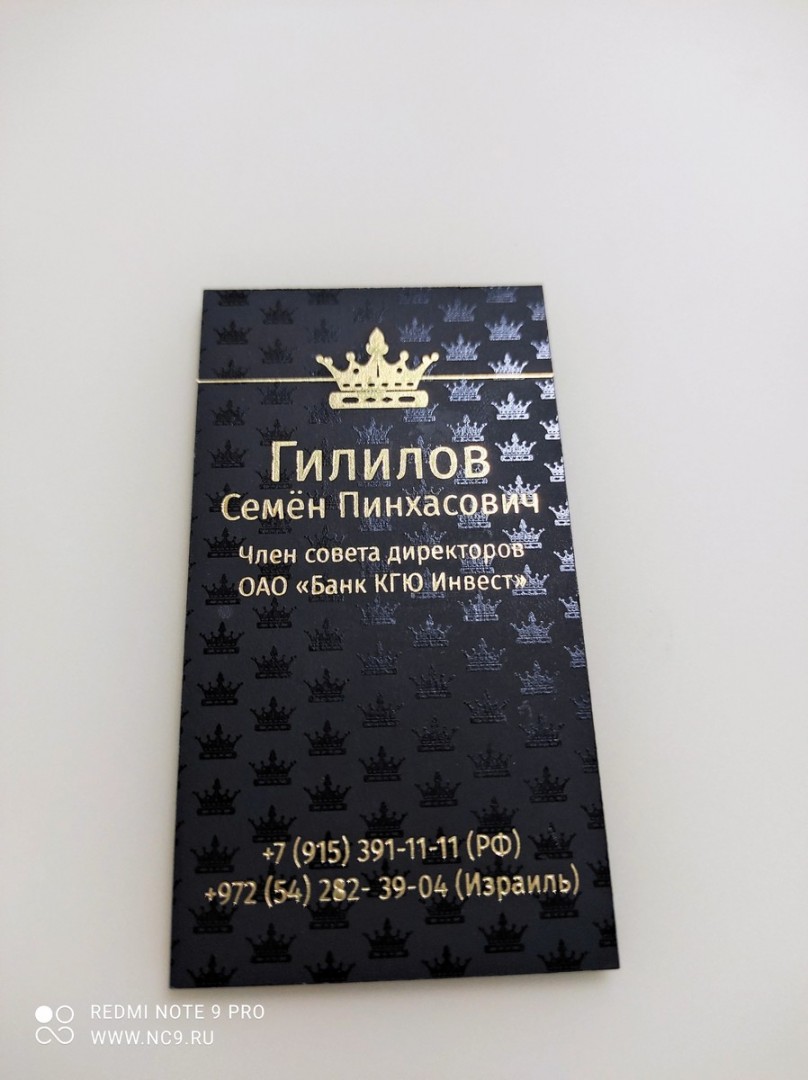 Гилилов
Семён Пинхасович
Член совета директоров
ОАО «Банк КГЮ Инвест»
+7 (915) 391-11-11 (РФ)
+972 (54) 282- 39-04 (Израиль)
REDMI NOTE 9 PRO
WWW.NC9.RU